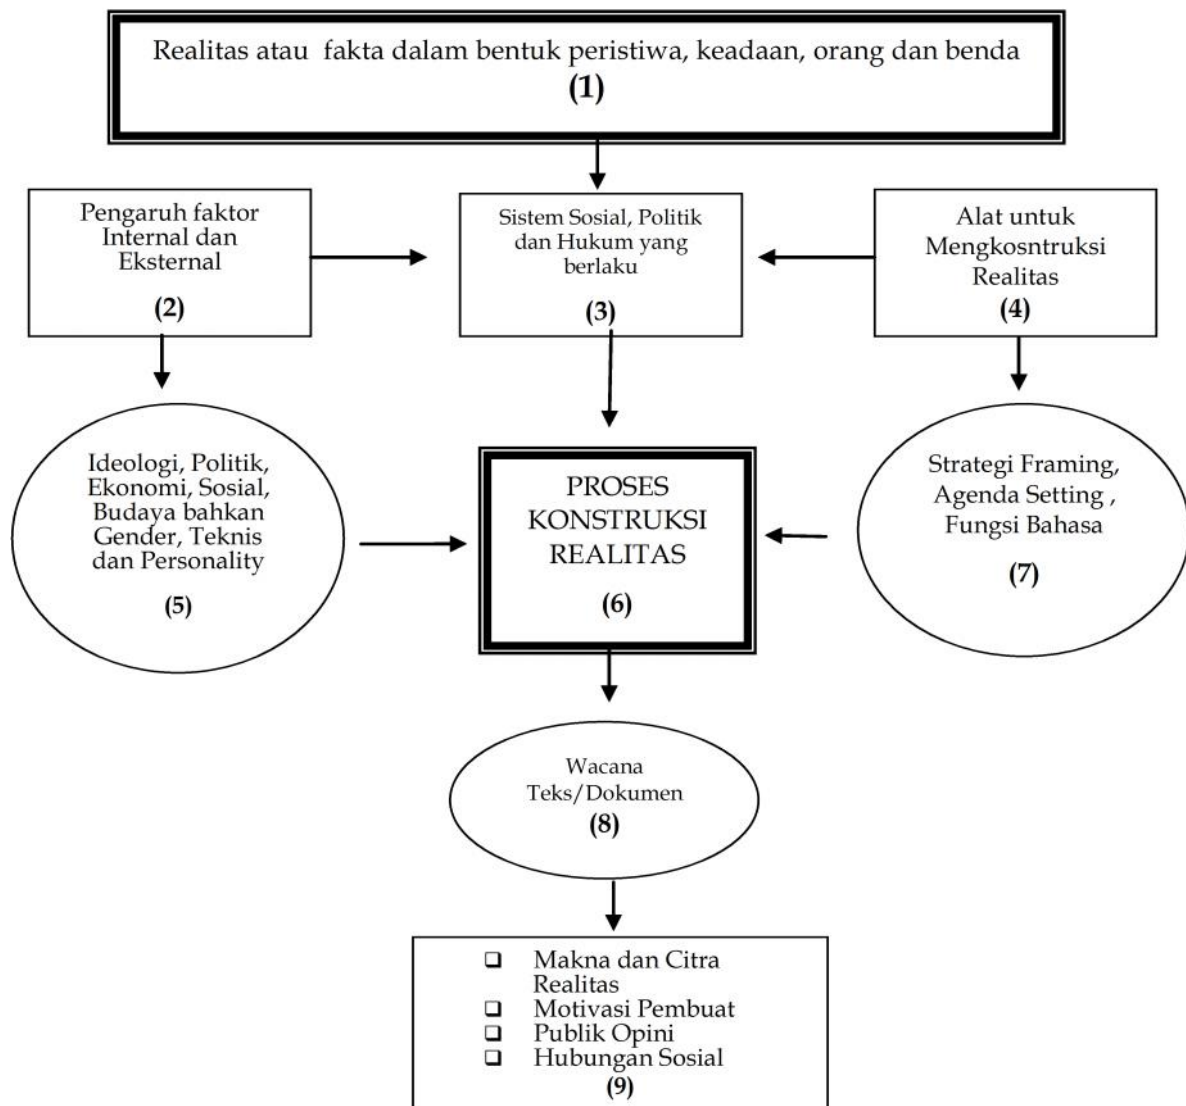 Realitas atau fakta dalam bentuk peristiwa, keadaan, orang dan benda
(1)
Pengaruh faktor
Internal dan
Eksternal
(2)
Sistem Sosial, Politik
dan Hukum yang
berlaku
(3)
Alat untuk
Mengkosntruksi
Realitas
(4)
Ideologi, Politik,
Ekonomi, Sosial,
Budaya bahkan
Gender, Teknis
dan Personality
(5)
PROSES
KONSTRUKSI
REALITAS
(6)
Strategi Framing,
Agenda Setting ,
Fungsi Bahasa
(7)
Wacana
Teks/Dokumen
(8)
❑ Makna dan Citra
Realitas
❑ Motivasi Pembuat
❑ Publik Opini
❑ Hubungan Sosial
(9)